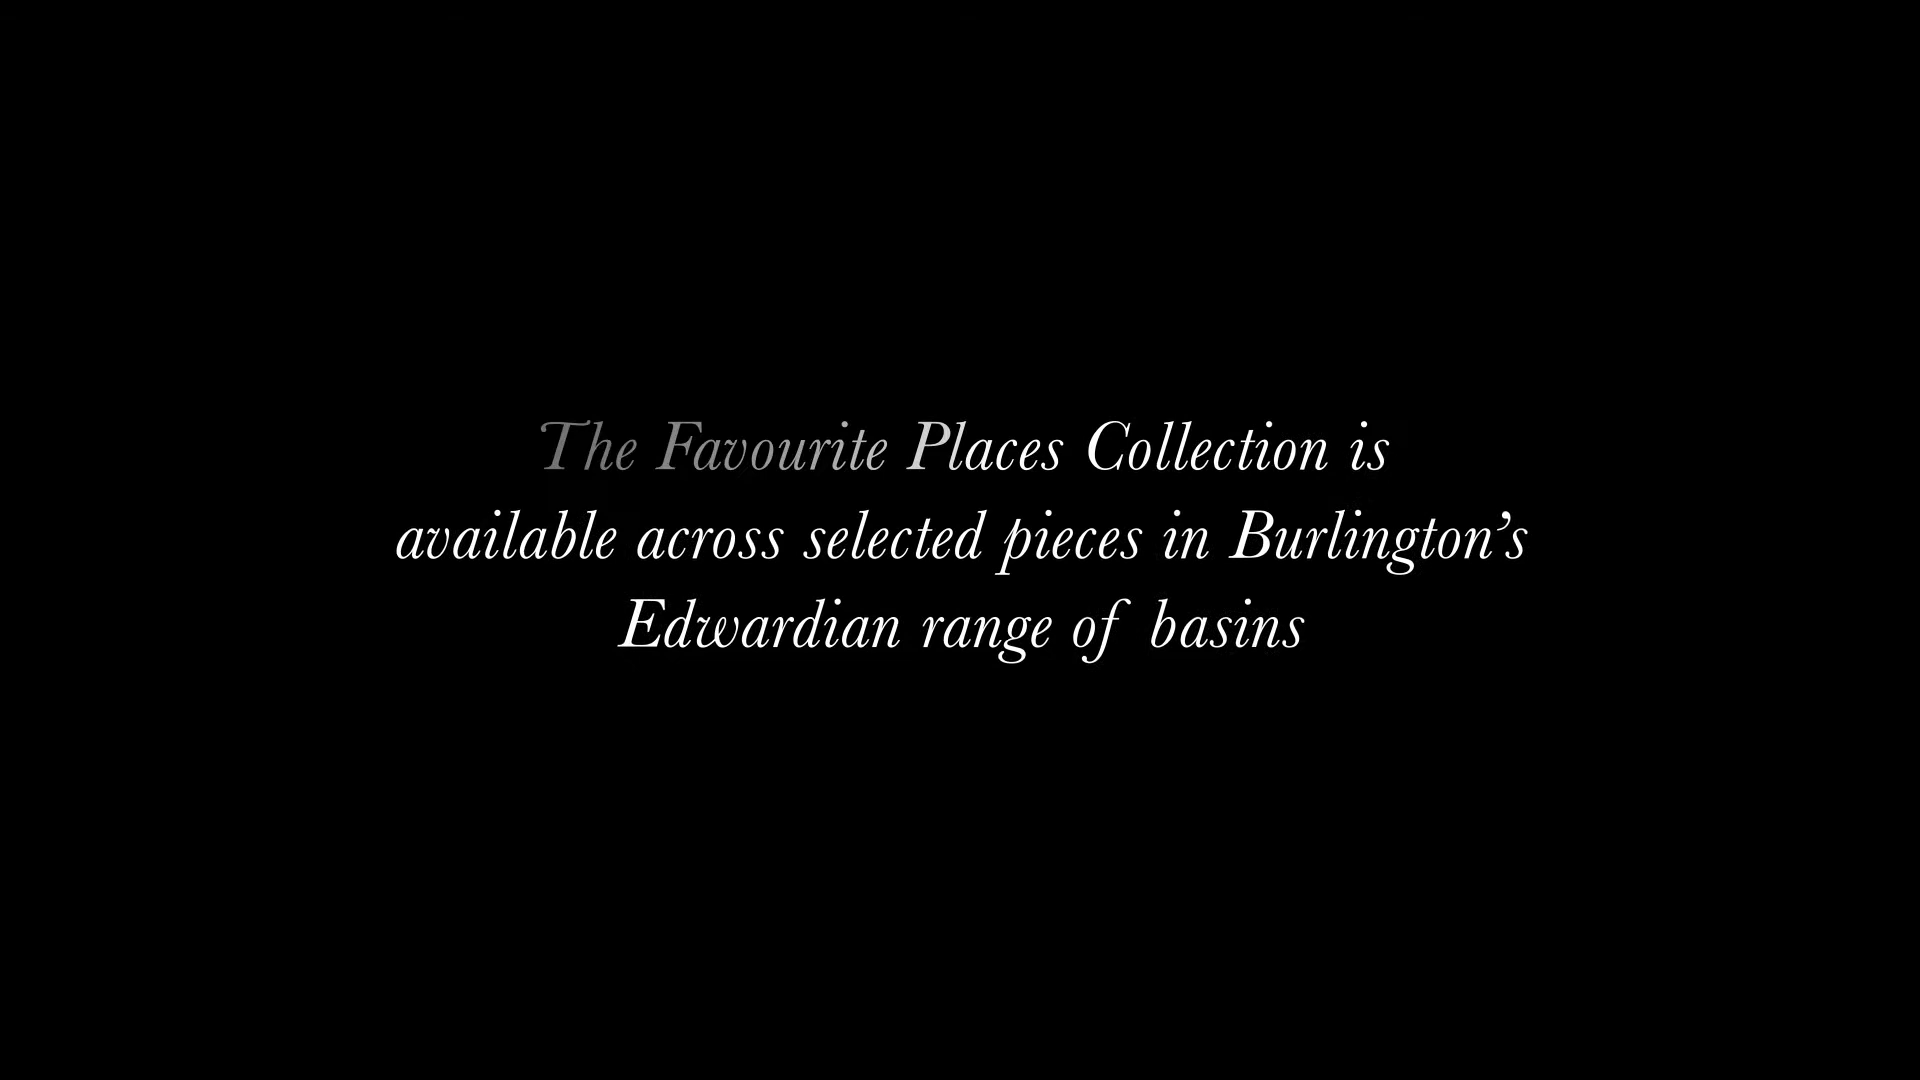 The Favourite Places Collection is
available across selected pieces in Burlington’s
Edwardian range of basins